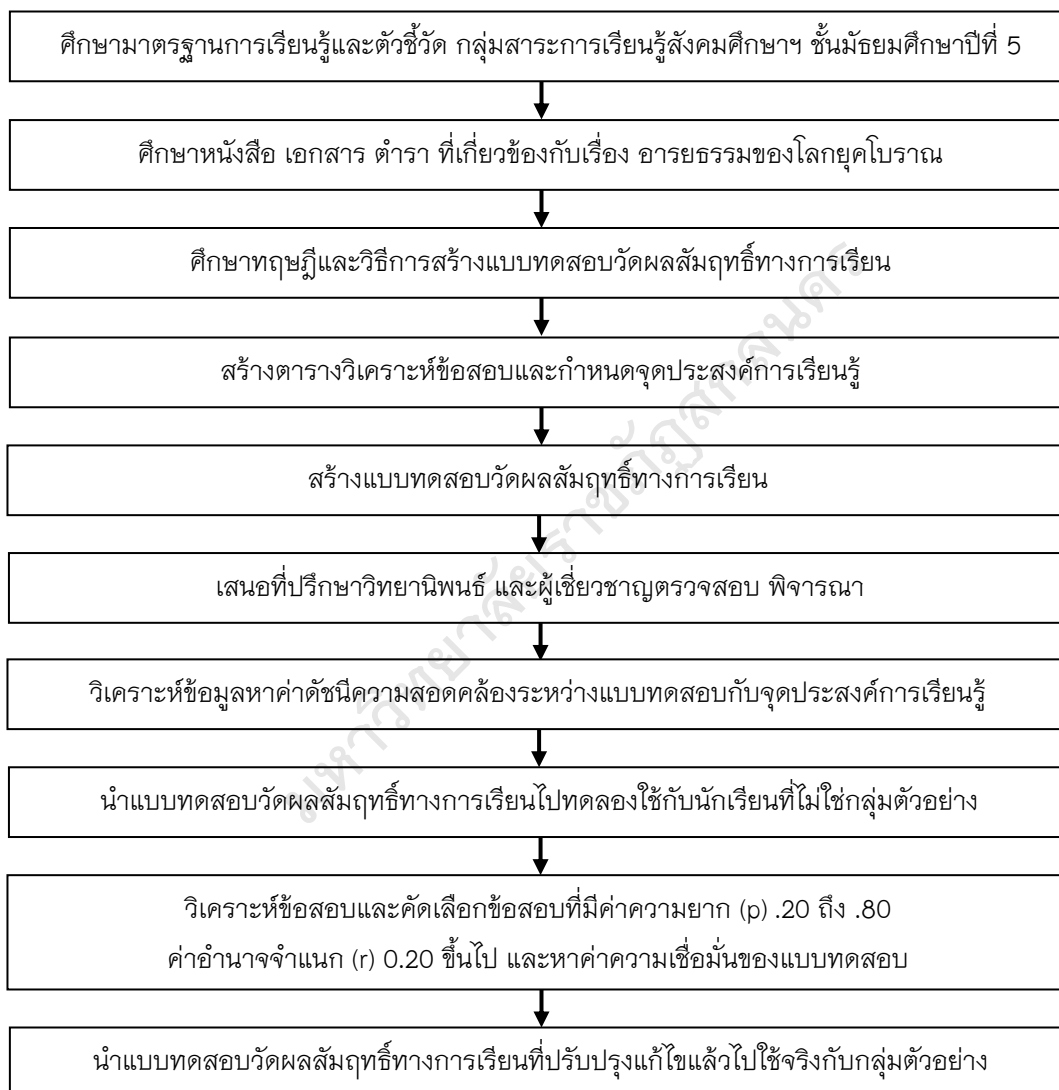 ศึกษามาตรฐานการเรียนรู้และตัวชี้วัด กลุ่มสาระการเรียนรู้สังคมศึกษาฯ ชั้นมัธยมศึกษาปีที่ 5
ศึกษาหนังสือ เอกสาร ตำรา ที่เกี่ยวข้องกับเรื่อง อารยธรรมของโลกยุคโบราณ
ศึกษาทฤษฎีและวิธีการสร้างแบบทดสอบวัดผลสัมฤทธิ์ทางการเรียน
สร้างตารางวิเคราะห์ข้อสอบและกำหนดจุดประสงค์การเรียนรู้
สร้างแบบทดสอบวัดผลสัมฤทธิ์ทางการเรียน
เสนอที่ปรึกษาวิทยานิพนธ์ และผู้เชี่ยวชาญตรวจสอบ พิจารณา
วิเคราะห์ข้อมูลหาค่าดัชนีความสอดคล้องระหว่างแบบทดสอบกับจุดประสงค์การเรียนรู้
นำแบบทดสอบวัดผลสัมฤทธิ์ทางการเรียนไปทดลองใช้กับนักเรียนที่ไม่ใช่กลุ่มตัวอย่าง
วิเคราะห์ข้อสอบและคัดเลือกข้อสอบที่มีค่าความยาก (p) .20 ถึง .80
ค่าอำนาจจำแนก (r) 0.20 ขึ้นไป และหาค่าความเชื่อมั่นของแบบทดสอบ
นำแบบทดสอบวัดผลสัมฤทธิ์ทางการเรียนที่ปรับปรุงแก้ไขแล้วไปใช้จริงกับกลุ่มตัวอย่าง
มหาวิทยาลัยราชภัฏสกลนคร